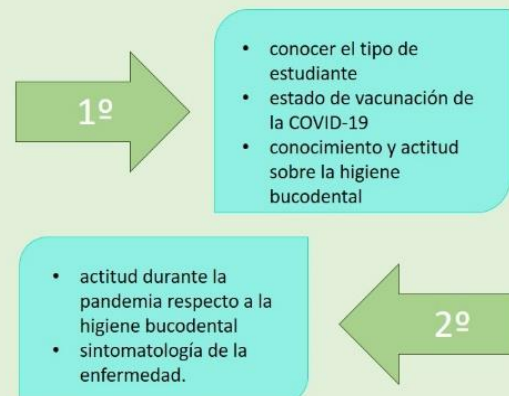 1º
• conocer el tipo de
estudiante
• estado de vacunación de
la COVID-19
• conocimiento y actitud
sobre la higiene
bucodental
• actitud durante la
pandemia respecto a la
higiene bucodental
• sintomatología de la
enfermedad.
2º